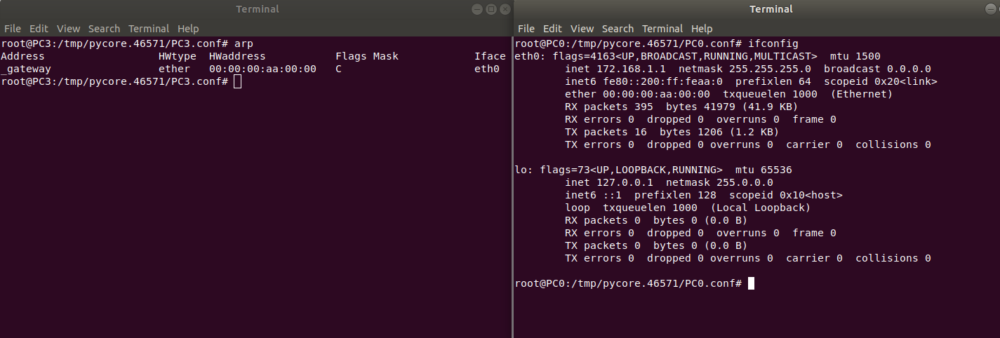 Terminal
File Edit View Search Terminal Help
root@PC3:/tmp/pycore.46571/PC3.conf# arp
Address                  HWtype  HWaddress           Flags Mask            Iface
_gateway                 ether   00:00:00:aa:00:00   C                     eth0
root@PC3:/tmp/pycore.46571/PC3.conf#
Terminal
File Edit View Search Terminal Help
root@PC0:/tmp/pycore.46571/PC0.conf# ifconfig
eth0: flags=4163<UP,BROADCAST,RUNNING,MULTICAST>  mtu 1500
        inet 172.168.1.1  netmask 255.255.255.0  broadcast 0.0.0.0
        inet6 fe80::200:ff:feaa:0  prefixlen 64  scopeid 0x20<link>
        ether 00:00:00:aa:00:00  txqueuelen 1000  (Ethernet)
        RX packets 395  bytes 41979 (41.9 KB)
        RX errors 0  dropped 0  overruns 0  frame 0
        TX packets 16  bytes 1206 (1.2 KB)
        TX errors 0  dropped 0 overruns 0  carrier 0  collisions 0
lo: flags=73<UP,LOOPBACK,RUNNING>  mtu 65536
        inet 127.0.0.1  netmask 255.0.0.0
        inet6 ::1  prefixlen 128  scopeid 0x10<host>
        loop  txqueuelen 1000  (Local Loopback)
        RX packets 0  bytes 0 (0.0 B)
        RX errors 0  dropped 0  overruns 0  frame 0
        TX packets 0  bytes 0 (0.0 B)
        TX errors 0  dropped 0 overruns 0  carrier 0  collisions 0
root@PC0:/tmp/pycore.46571/PC0.conf#